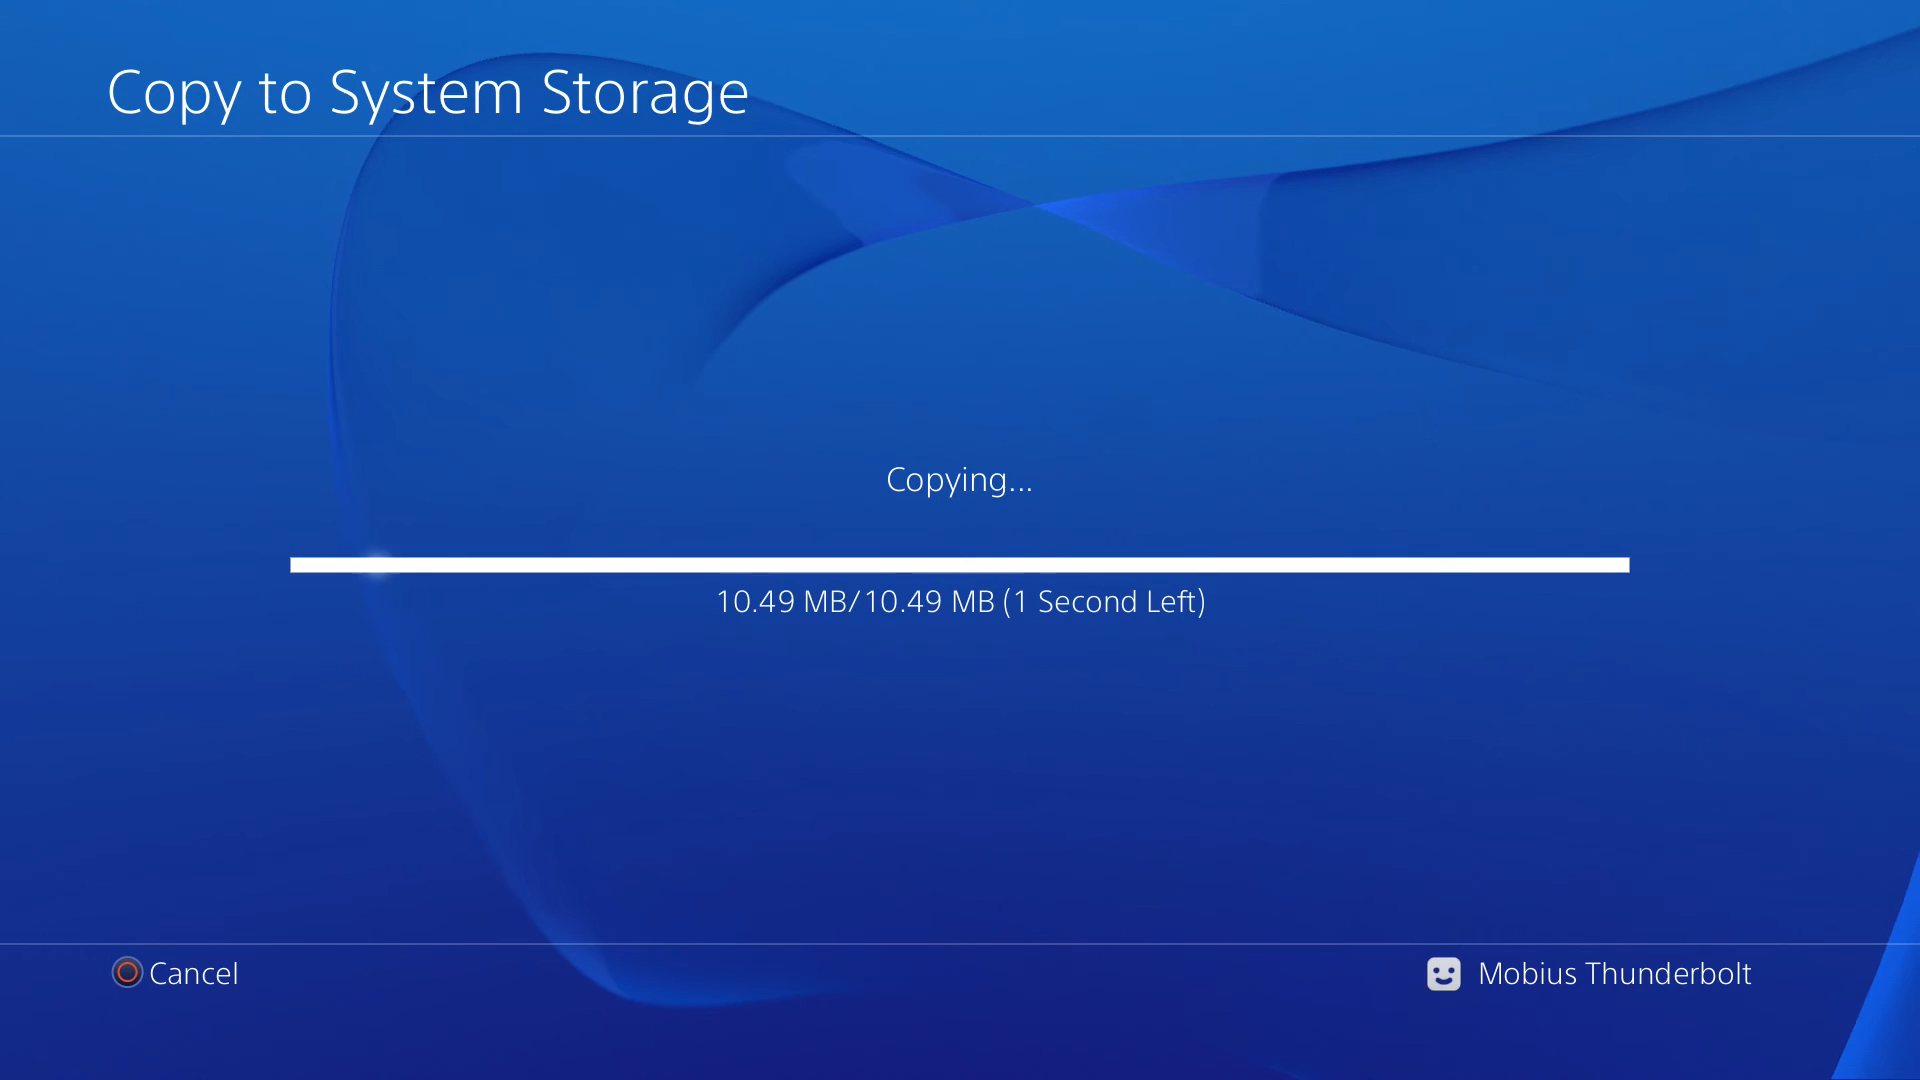 Copy to System Storage
Copying...
10.49 MB/10.49 MB (1 Second Left)
Cancel
Mobius Thunderbolt